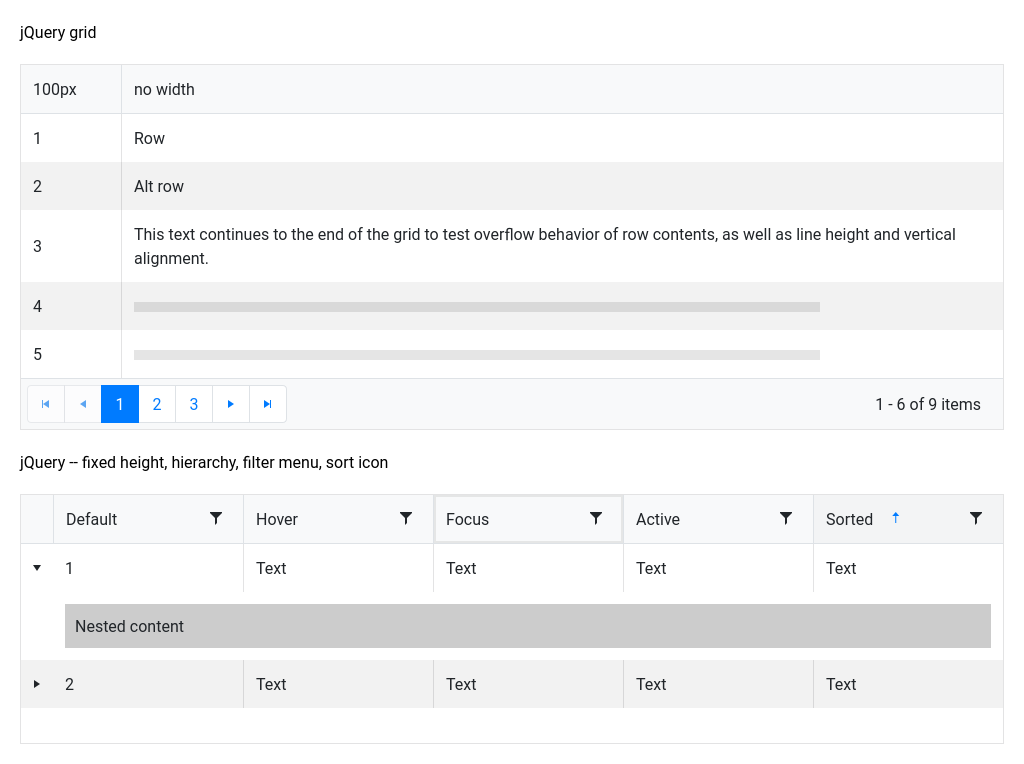 jQuery grid
100px no width
1 Row
2 Alt row
3 This text continues to the end of the grid to test overflow behavior of row contents, as well as line height and vertical
alignment.
4
5
1 2 3 1 - 6 of 9 items
jQuery -- fixed height, hierarchy, filter menu, sort icon
Default Hover Focus Active Sorted
1 Text Text Text Text
Nested content
2 Text Text Text Text